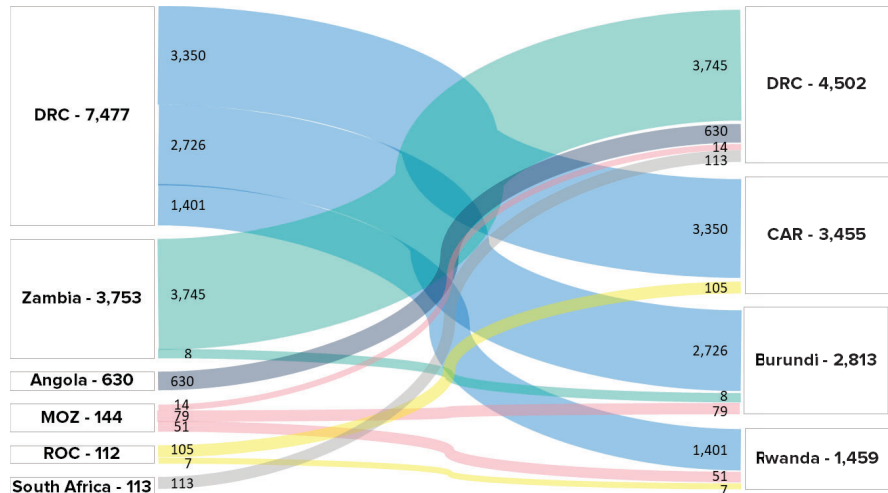 DRC - 7,477
3,350
2,726
1,401
Zambia - 3,753
3,745
8
Angola - 630
630
MOZ - 144
14
79
51
ROC - 112
105
7
South Africa - 113
113
3,745
630
14
113
DRC - 4,502
3,350
105
CAR - 3,455
2,726
8
79
Burundi - 2,813
1,401
51
7
Rwanda - 1,459